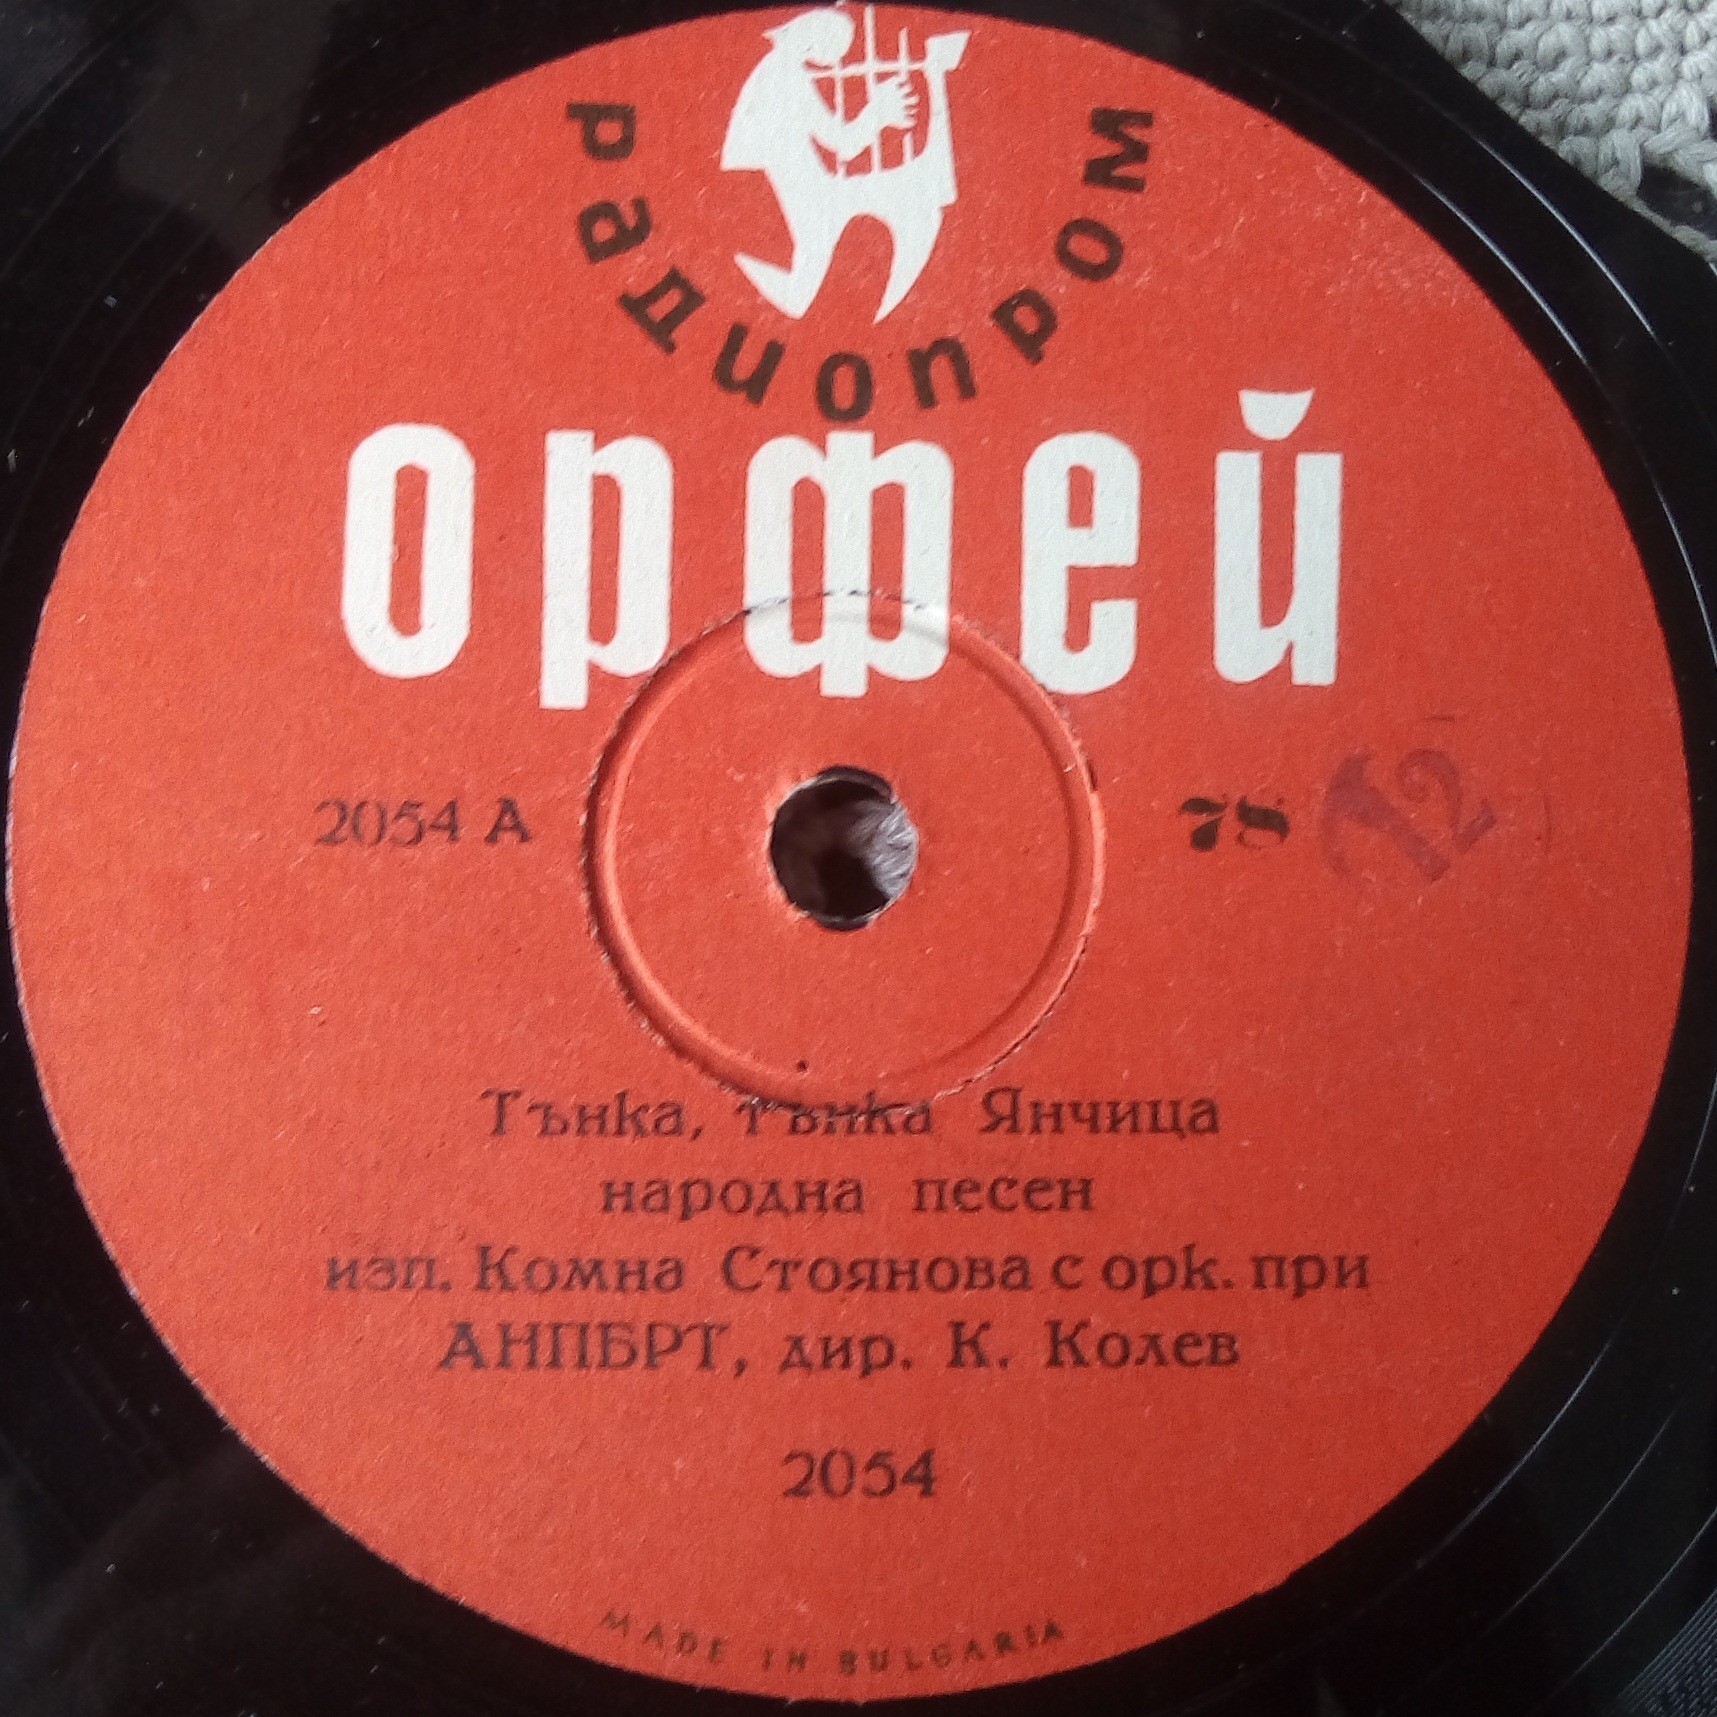 радиопром
орфей
2054 А
78
12
Тънка, тънка Янчица
народна песен
изп. Комна Стоянова с орк. при
АНПБРТ, дир. К. Колев
2054
MADE IN BULGARIA